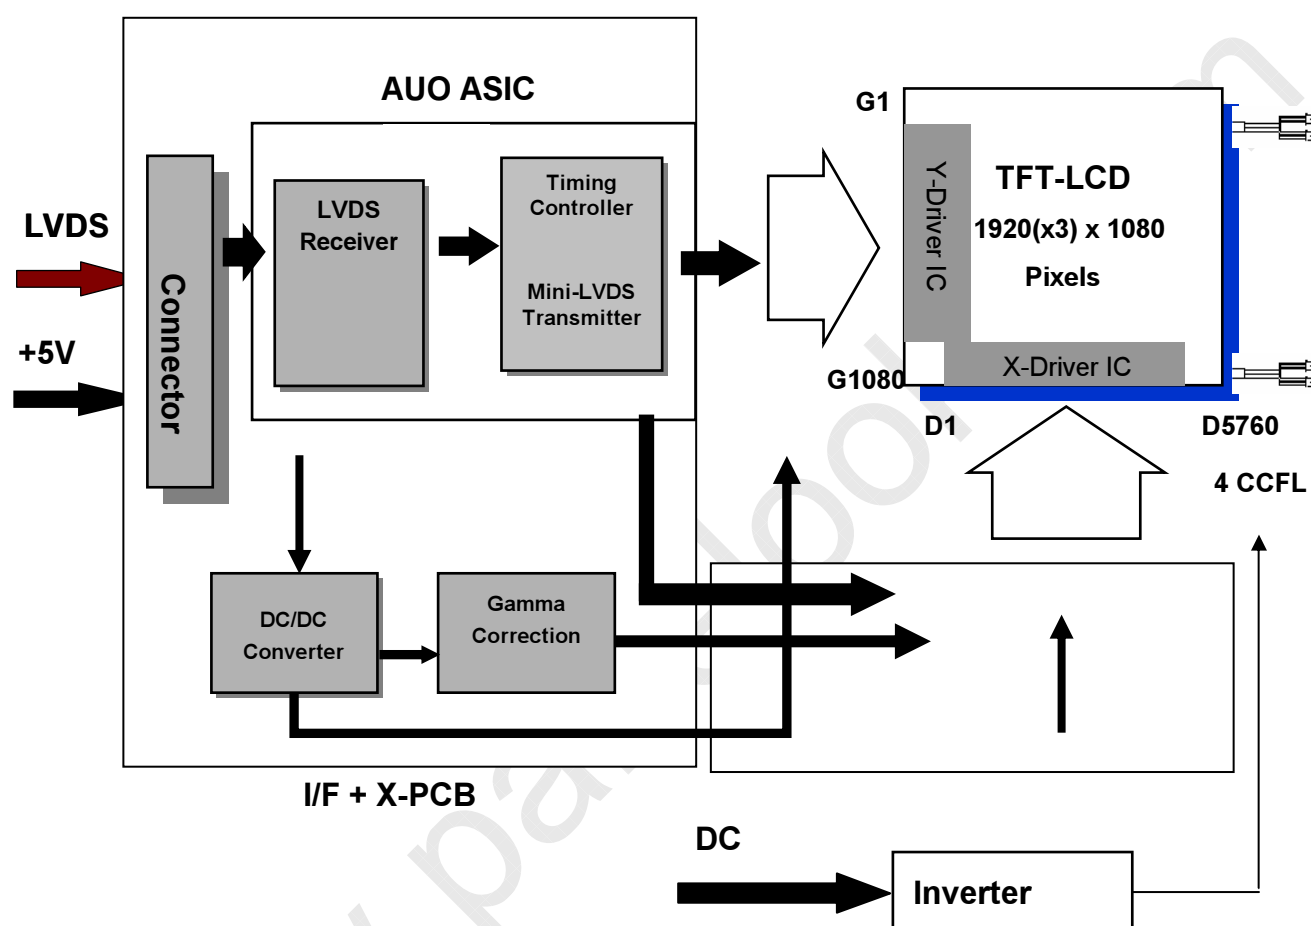 AUO ASIC
G1
LVDS
+5V
Connector
LVDS
Receiver
Timing
Controller
Mini-LVDS
Transmitter
Y-Driver IC
TFT-LCD
1920(x3) x 1080
Pixels
X-Driver IC
G1080
D1
D5760
4 CCFL
DC/DC
Converter
Gamma
Correction
I/F + X-PCB
DC
Inverter